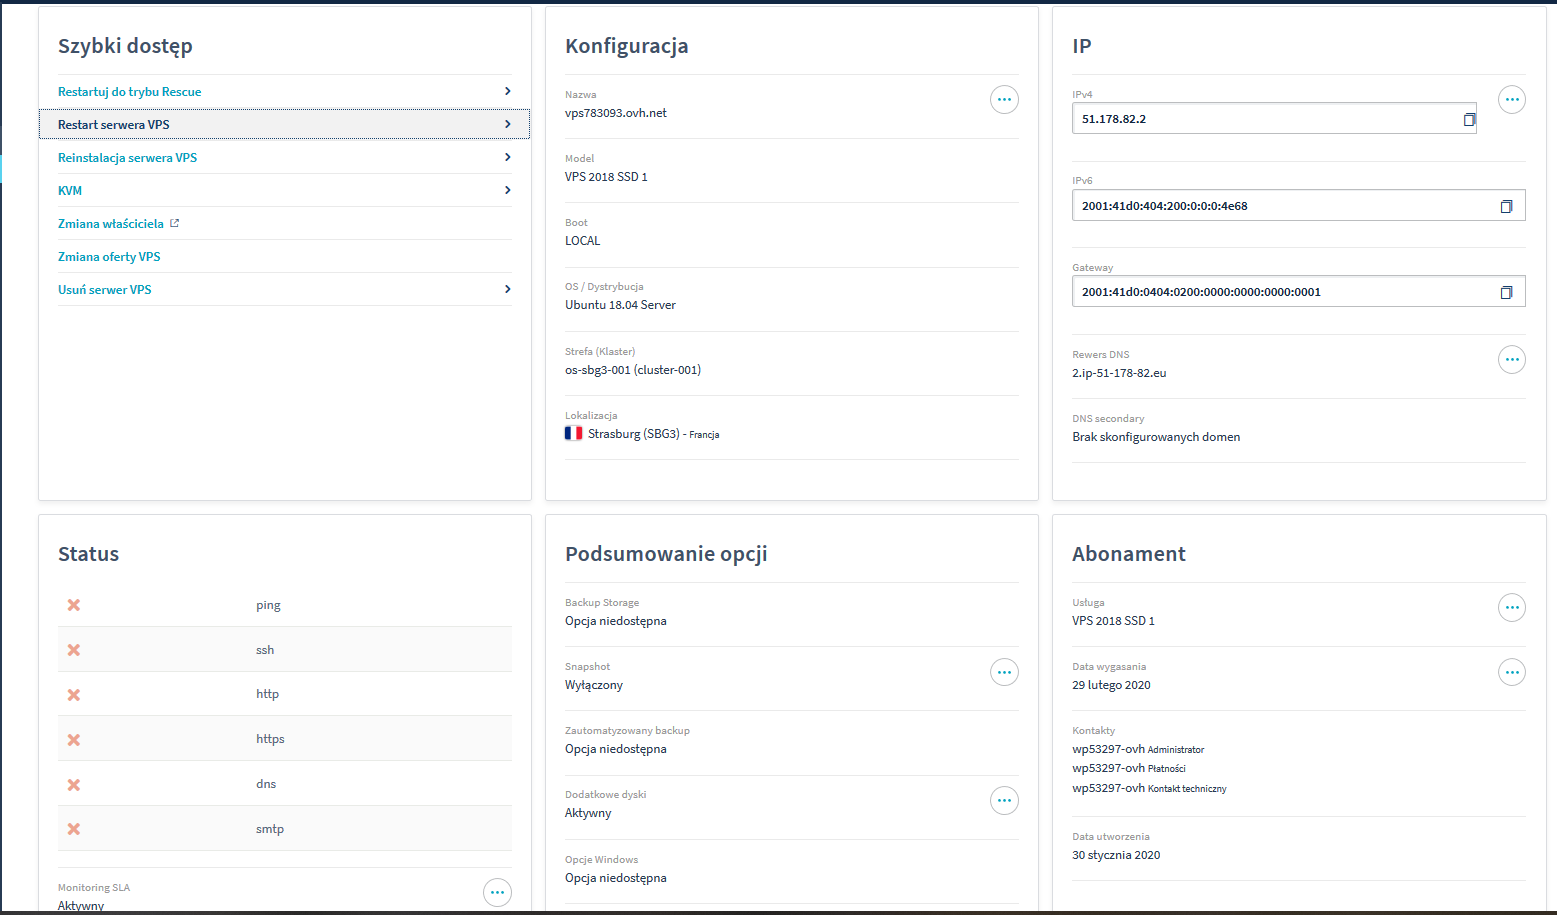 Szybki dostęp
Restartuj do trybu Rescue
Restart serwera VPS
Reinstalacja serwera VPS
KVM
Zmiana właściciela
Zmiana oferty VPS
Usuń serwer VPS
Konfiguracja
Nazwa
vps783093.ovh.net
Model
VPS 2018 SSD 1
Boot
LOCAL
OS / Dystrybucja
Ubuntu 18.04 Server
Strefa (Klaster)
os-sbg3-001 (cluster-001)
Lokalizacja
Strasburg (SBG3) - Francja
IP
IPv4
51.178.82.2
IPv6
2001:41d0:404:200:0:0:0:4e68
Gateway
2001:41d0:0404:0200:0000:0000:0000:0001
Rewers DNS
2.ip-51-178-82.eu
DNS secondary
Brak skonfigurowanych domen
Status
ping
ssh
http
https
dns
smtp
Monitoring SLA
Aktywny
Podsumowanie opcji
Backup Storage
Opcja niedostępna
Snapshot
Wyłączony
Zautomatyzowany backup
Opcja niedostępna
Dodatkowe dyski
Aktywny
Opcje Windows
Opcja niedostępna
Abonament
Usługa
VPS 2018 SSD 1
Data wygasania
29 lutego 2020
Kontakty
wp53297-ovh Administrator
wp53297-ovh Płatności
wp53297-ovh Kontakt techniczny
Data utworzenia
30 stycznia 2020